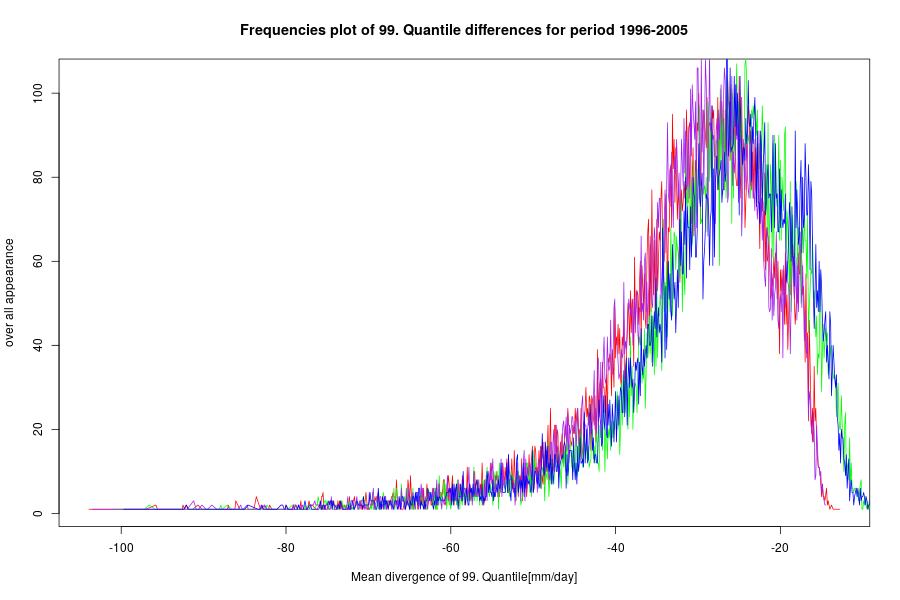 Frequencies plot of 99. Quantile differences for period 1996-2005
over all appearance
100
80
60
40
20
0
-100 -80 -60 -40 -20
Mean divergence of 99. Quantile[mm/day]